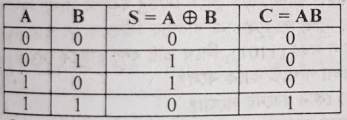 A B S = A ⊕ B C = AB
0 0 0 0
0 1 1 0
1 0 1 0
1 1 0 1